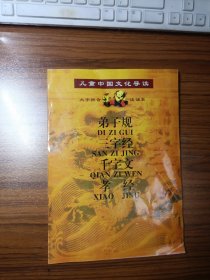 儿童中国文化导读
弟子规
DI ZI GUI
三字经
SAN ZI JING
千字文
QIAN ZI WEN
孝经
XIAO JING